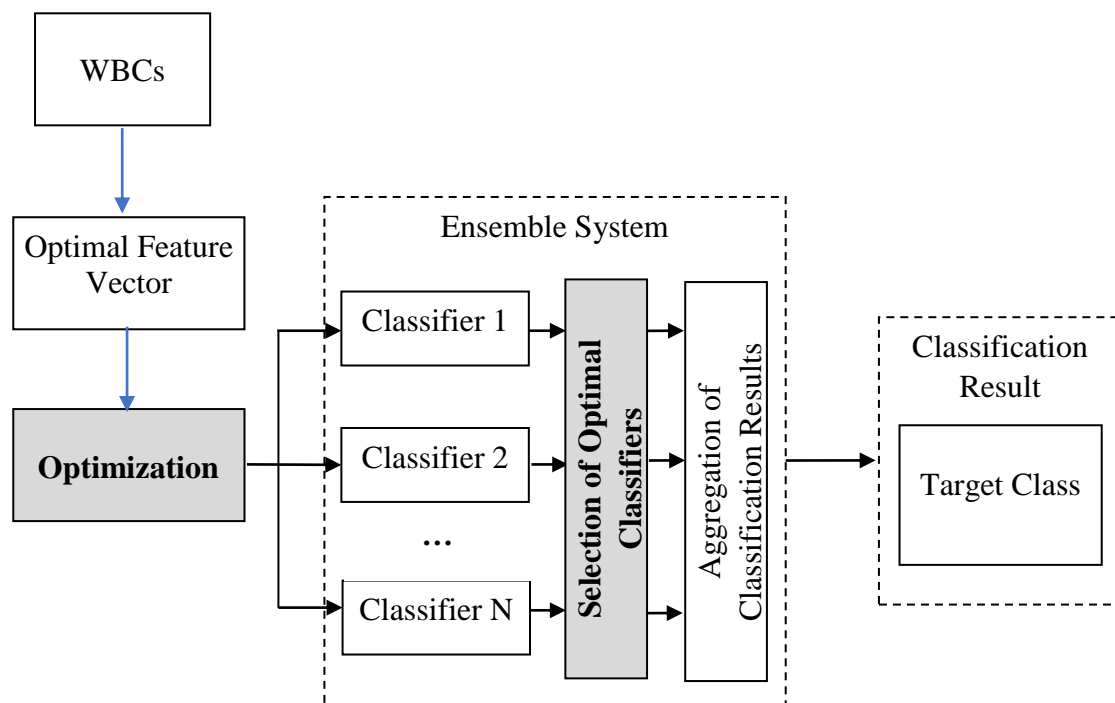 WBCs
Optimal Feature
Vector
Optimization
Ensemble System
Classifier 1
Classifier 2
...
Classifier N
Selection of Optimal
Classifiers
Aggregation of
Classification Results
Classification
Result
Target Class